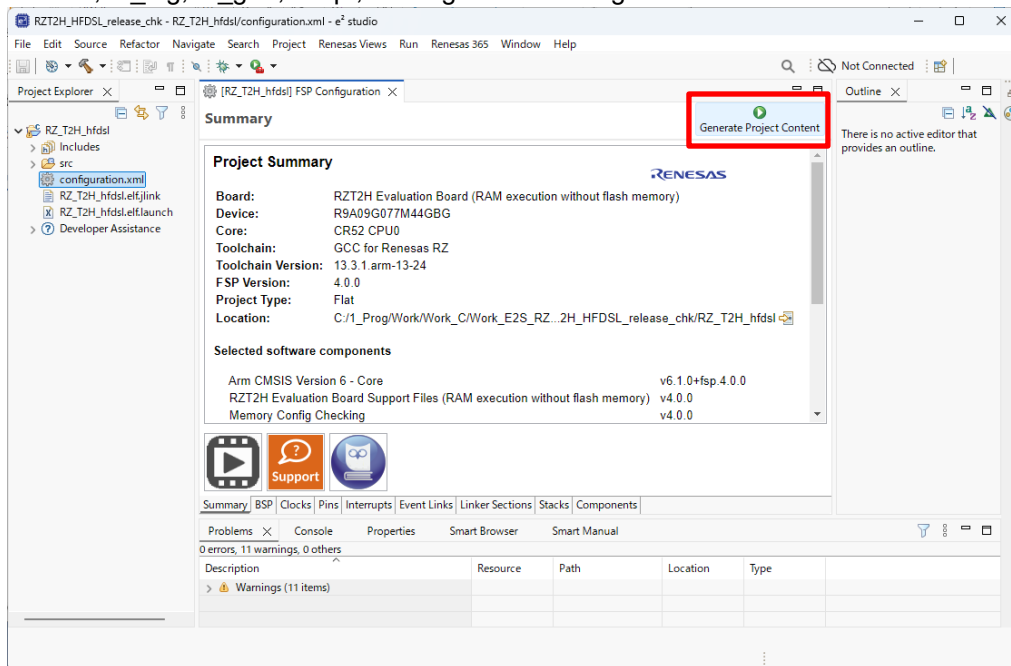 RZT2H_HFDSL_release_chk - RZ_T2H_hfdsl/configuration.xml - e² studio
File Edit Source Refactor Navigate Search Project Renesas Views Run Renesas 365 Window Help
Not Connected
Project Explorer
[RZ_T2H_hfdsl] FSP Configuration
Outline
Summary
Generate Project Content
There is no active editor that
provides an outline.
RZ_T2H_hfdsl
Includes
src
configuration.xml
RZ_T2H_hfdsl.elf.jlink
RZ_T2H_hfdsl.elf.launch
Developer Assistance
Project Summary
RENESAS
Board: RZT2H Evaluation Board (RAM execution without flash memory)
Device: R9A09G077M44GBG
Core: CR52 CPU0
Toolchain: GCC for Renesas RZ
Toolchain Version: 13.3.1.arm-13-24
FSP Version: 4.0.0
Project Type: Flat
Location: C:/1_Prog/Work/Work_C/Work_E2S_RZ...2H_HFDSL_release_chk/RZ_T2H_hfdsl
Selected software components
Arm CMSIS Version 6 - Core v6.1.0+fsp.4.0.0
RZT2H Evaluation Board Support Files (RAM execution without flash memory) v4.0.0
Memory Config Checking v4.0.0
Support
Summary BSP Clocks Pins Interrupts Event Links Linker Sections Stacks Components
Problems Console Properties Smart Browser Smart Manual
0 errors, 11 warnings, 0 others
Description Resource Path Location Type
Warnings (11 items)